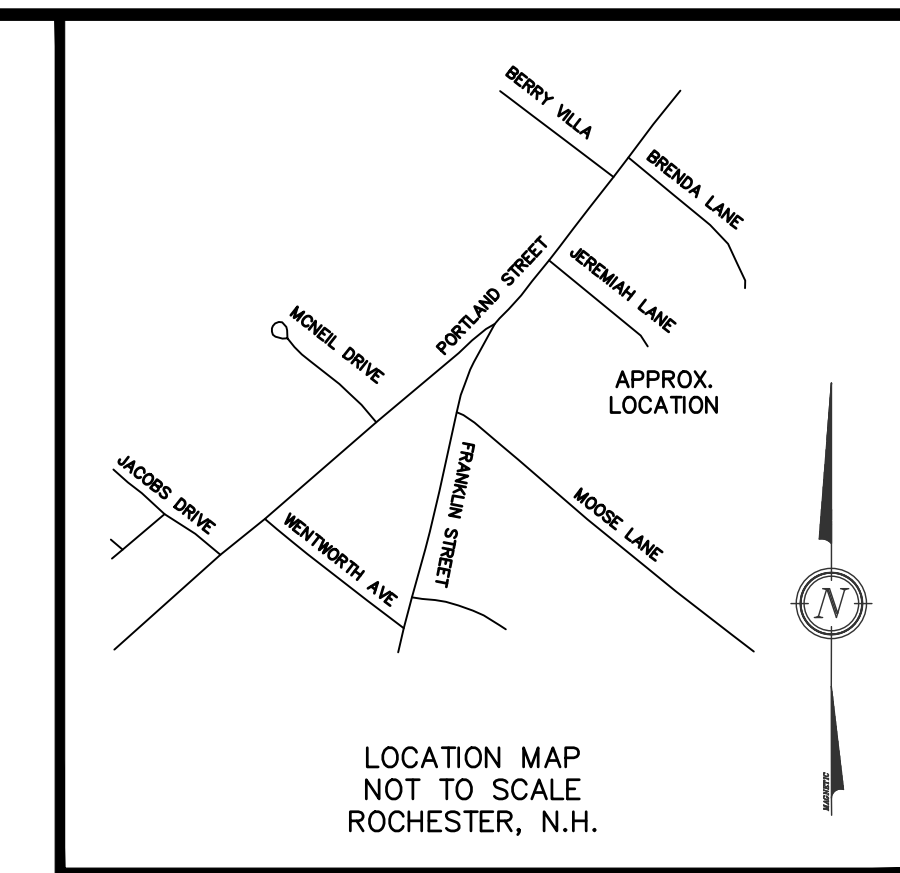 BERRY VILLA
BRENDA LANE
PORTLAND STREET
JEREMIAH LANE
MCNEIL DRIVE
APPROX.
LOCATION
JACOBS DRIVE
WENTWORTH AVE
FRANKLIN STREET
MOOSE LANE
N
MAGNETIC
LOCATION MAP
NOT TO SCALE
ROCHESTER, N.H.